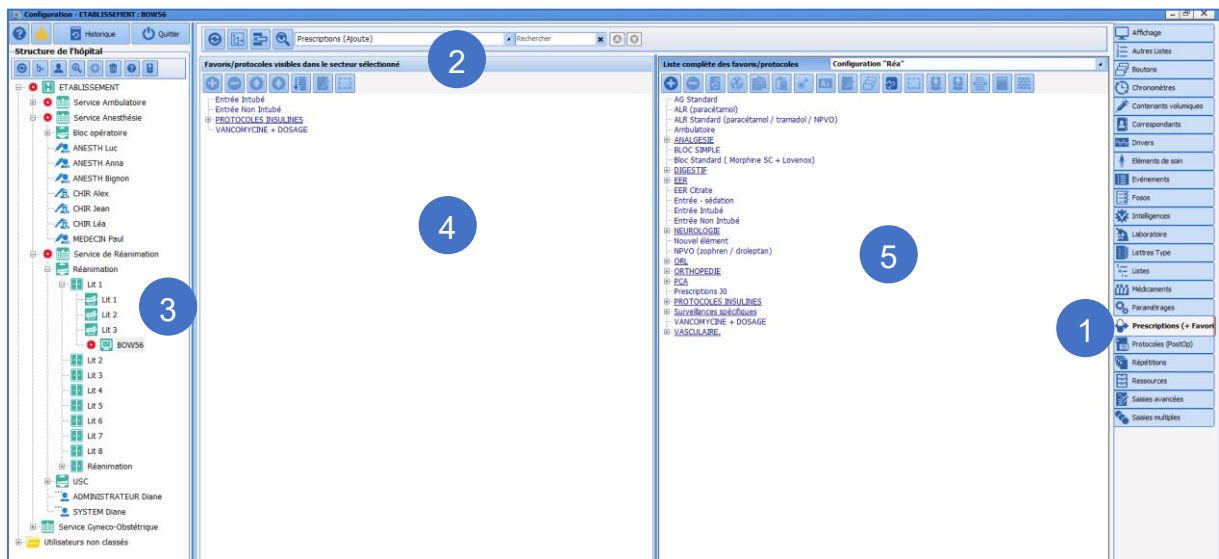 Configuration - ETABLISSEMENT : BOW56
Historique
Quitter
Structure de l'hôpital
ETABLISSEMENT
Service Ambulatoire
Service Anesthésie
Bloc opératoire
ANESTH Luc
ANESTH Anna
ANESTH Bignon
CHIR Alex
CHIR Jean
CHIR Léa
MEDECIN Paul
Service de Réanimation
Réanimation
Lit 1
Lit 1
Lit 2
Lit 3
BOW56
Lit 2
Lit 3
Lit 4
Lit 5
Lit 6
Lit 7
Lit 8
Réanimation
USC
ADMINISTRATEUR Diane
SYSTEM Diane
Service Gyneco-Obstétrique
Utilisateurs non classés
3
Prescriptions (Ajoute)
Rechercher
2
Favoris/protocoles visibles dans le secteur sélectionné
Entrée Intubé
Entrée Non Intubé
PROTOCOLES INSULINES
VANCOMYCINE + DOSAGE
4
Liste complète des favoris/protocoles
Configuration "Réa"
AG Standard
ALR (paracétamol)
ALR Standard (paracétamol / tramadol / NPVO)
Ambulatoire
ANALGESIE
BLOC SIMPLE
Bloc Standard ( Morphine SC + Lovenox)
DIGESTIF
EER
EER Citrate
Entrée - sédation
Entrée Intubé
Entrée Non Intubé
NEUROLOGIE
Nouvel élément
NPVO (zophren / droleptan)
ORL
ORTHOPEDIE
PCA
Prescriptions J0
PROTOCOLES INSULINES
Surveillances spécifiques
VANCOMYCINE + DOSAGE
VASCULAIRE.
5
Affichage
Autres Listes
Boutons
Chronomètres
Contenants volumiques
Correspondants
Drivers
Eléments de soin
Evénements
Fosos
Intelligences
Laboratoire
Lettres Type
Listes
Médicaments
Paramétrages
1
Prescriptions (+ Favori
Protocoles (PostOp)
Répétitions
Ressources
Saisies avancées
Saisies multiples